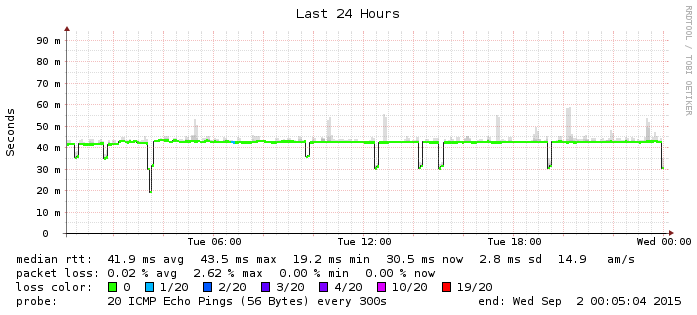 Last 24 Hours
RRDTOOL / TOBI OETIKER
Seconds
90 m
80 m
70 m
60 m
50 m
40 m
30 m
20 m
10 m
0
Tue 06:00 Tue 12:00 Tue 18:00 Wed 00:00
median rtt: 41.9 ms avg 43.5 ms max 19.2 ms min 30.5 ms now 2.8 ms sd 14.9 am/s
packet loss: 0.02 % avg 2.62 % max 0.00 % min 0.00 % now
loss color: 0 1/20 2/20 3/20 4/20 10/20 19/20
probe: 20 ICMP Echo Pings (56 Bytes) every 300s end: Wed Sep 2 00:05:04 2015